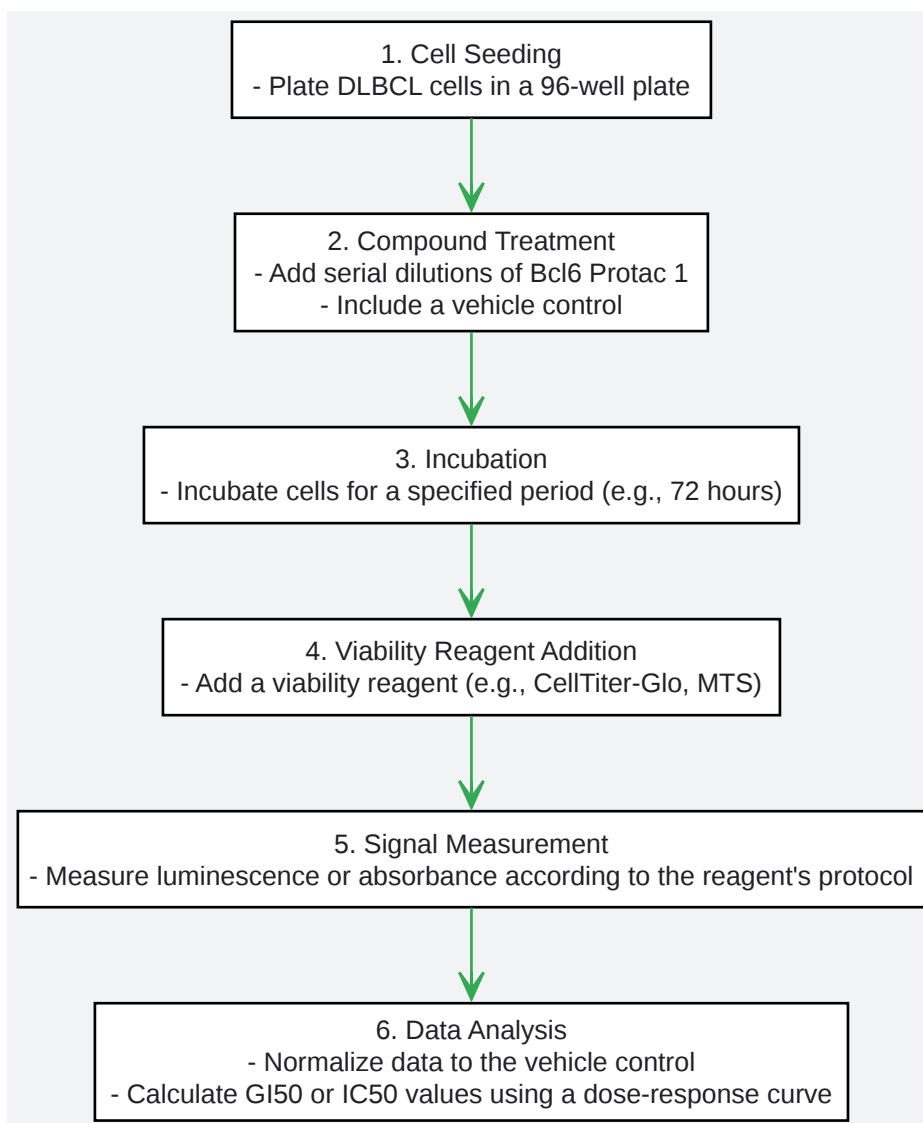 1. Cell Seeding
- Plate DLBCL cells in a 96-well plate
2. Compound Treatment
- Add serial dilutions of Bcl6 Protac 1
- Include a vehicle control
3. Incubation
- Incubate cells for a specified period (e.g., 72 hours)
4. Viability Reagent Addition
- Add a viability reagent (e.g., CellTiter-Glo, MTS)
5. Signal Measurement
- Measure luminescence or absorbance according to the reagent's protocol
6. Data Analysis
- Normalize data to the vehicle control
- Calculate GI50 or IC50 values using a dose-response curve